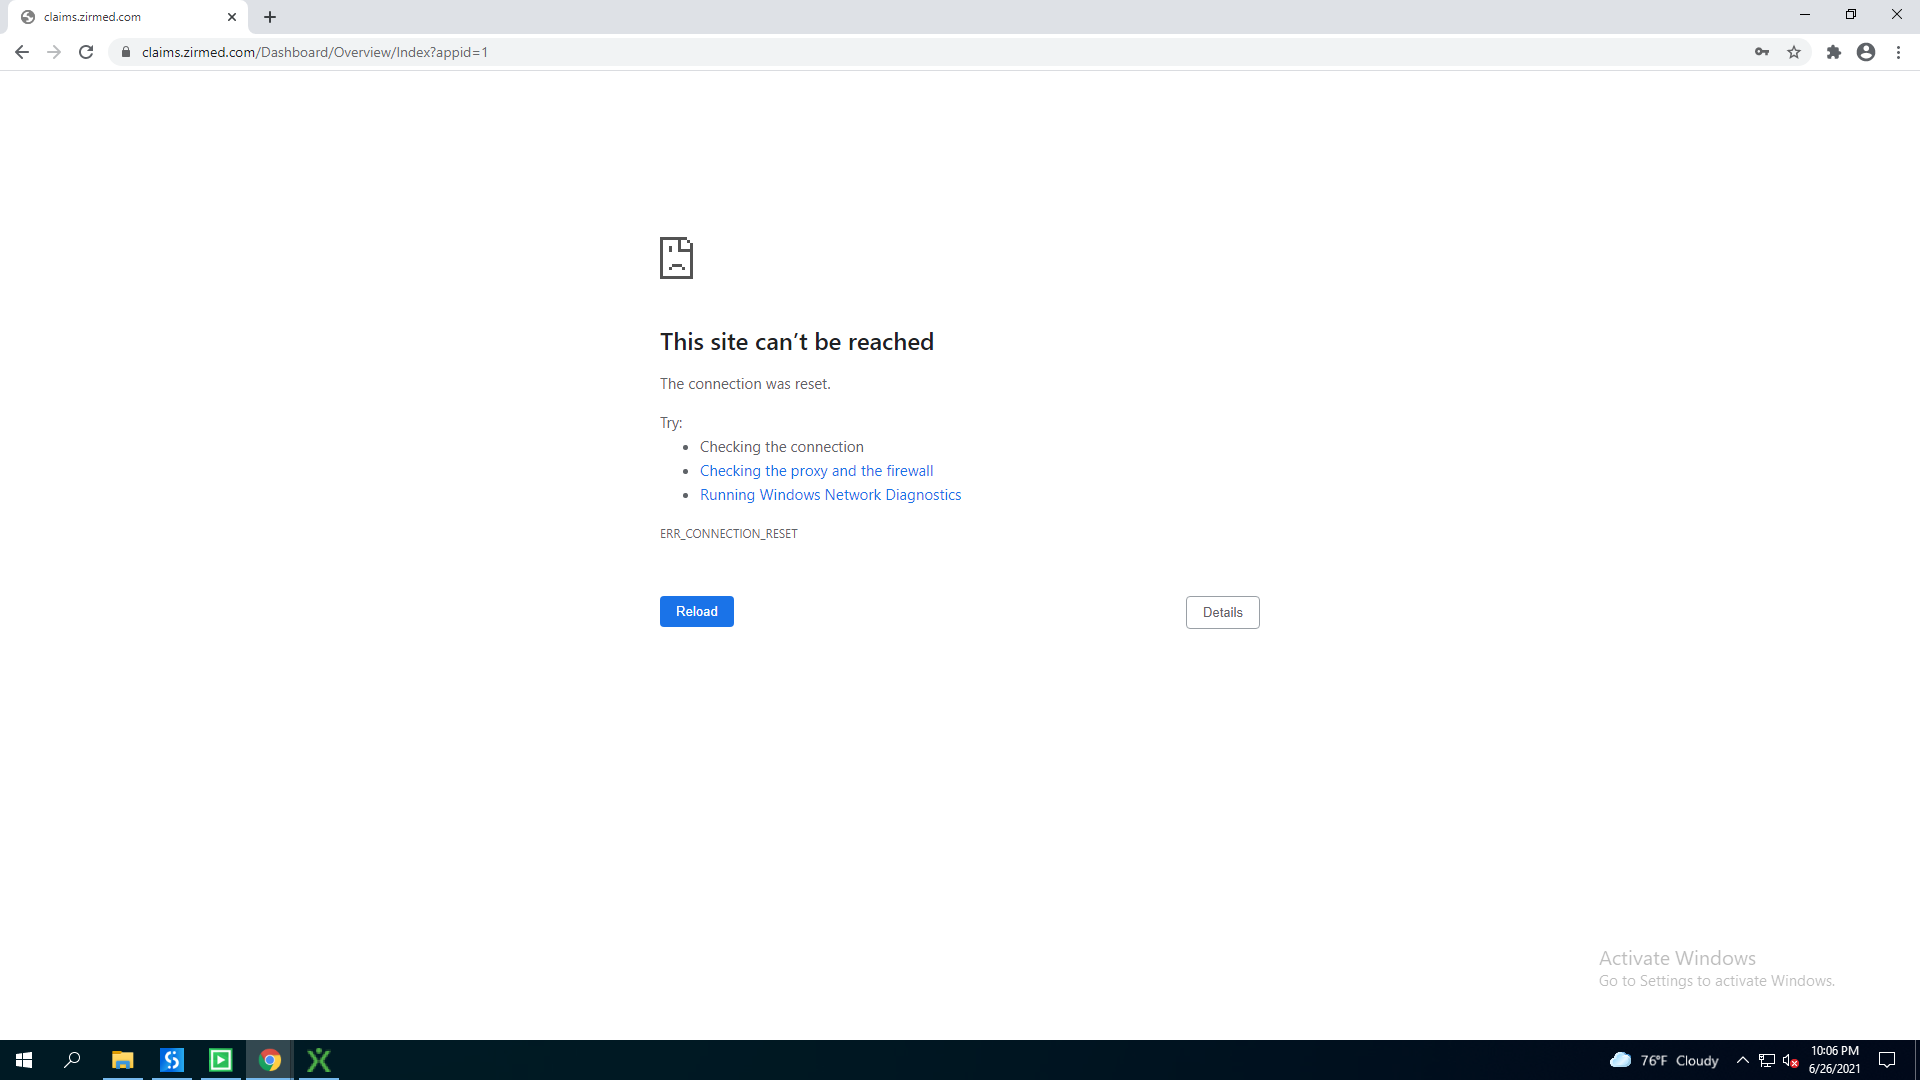 claims.zirmed.com
claims.zirmed.com/Dashboard/Overview/Index?appid=1
This site can’t be reached
The connection was reset.
Try:
Checking the connection
Checking the proxy and the firewall
Running Windows Network Diagnostics
ERR_CONNECTION_RESET
Reload
Details
Activate Windows
Go to Settings to activate Windows.
76°F Cloudy
10:06 PM
6/26/2021